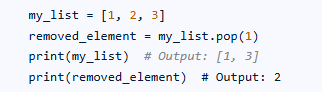 my_list = [1, 2, 3]
removed_element = my_list.pop(1)
print(my_list)  # Output: [1, 3]
print(removed_element)  # Output: 2